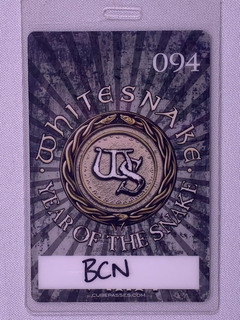 094
WHITESNAKE
WS
YEAR OF THE SNAKE
BCN
CUBEPASSES.COM